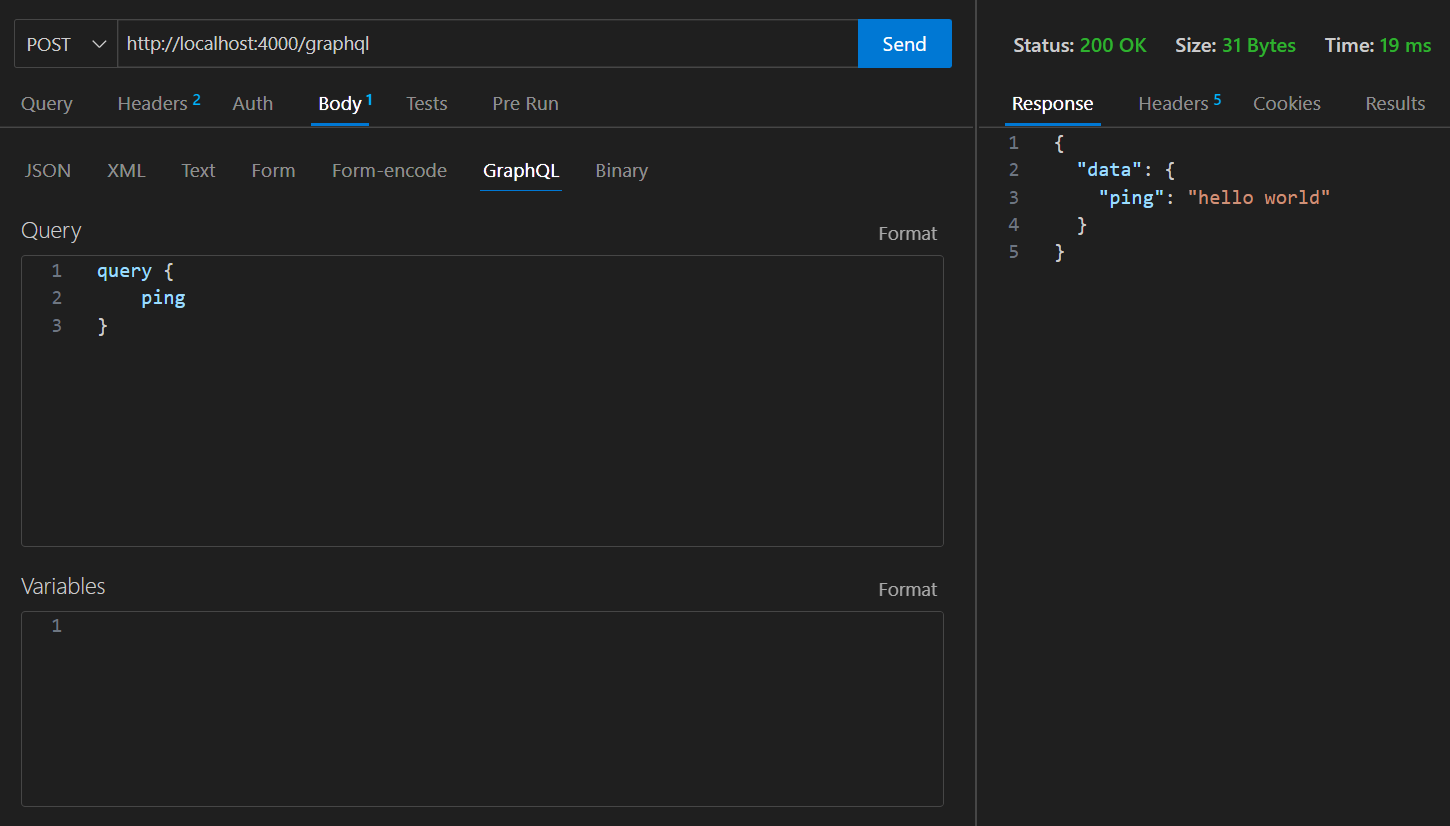 POST http://localhost:4000/graphql Send
Query Headers 2 Auth Body 1 Tests Pre Run
JSON XML Text Form Form-encode GraphQL Binary
Query Format
1 query {
2     ping
3 }
Variables Format
1
Status: 200 OK Size: 31 Bytes Time: 19 ms
Response Headers 5 Cookies Results
1 {
2   "data": {
3     "ping": "hello world"
4   }
5 }